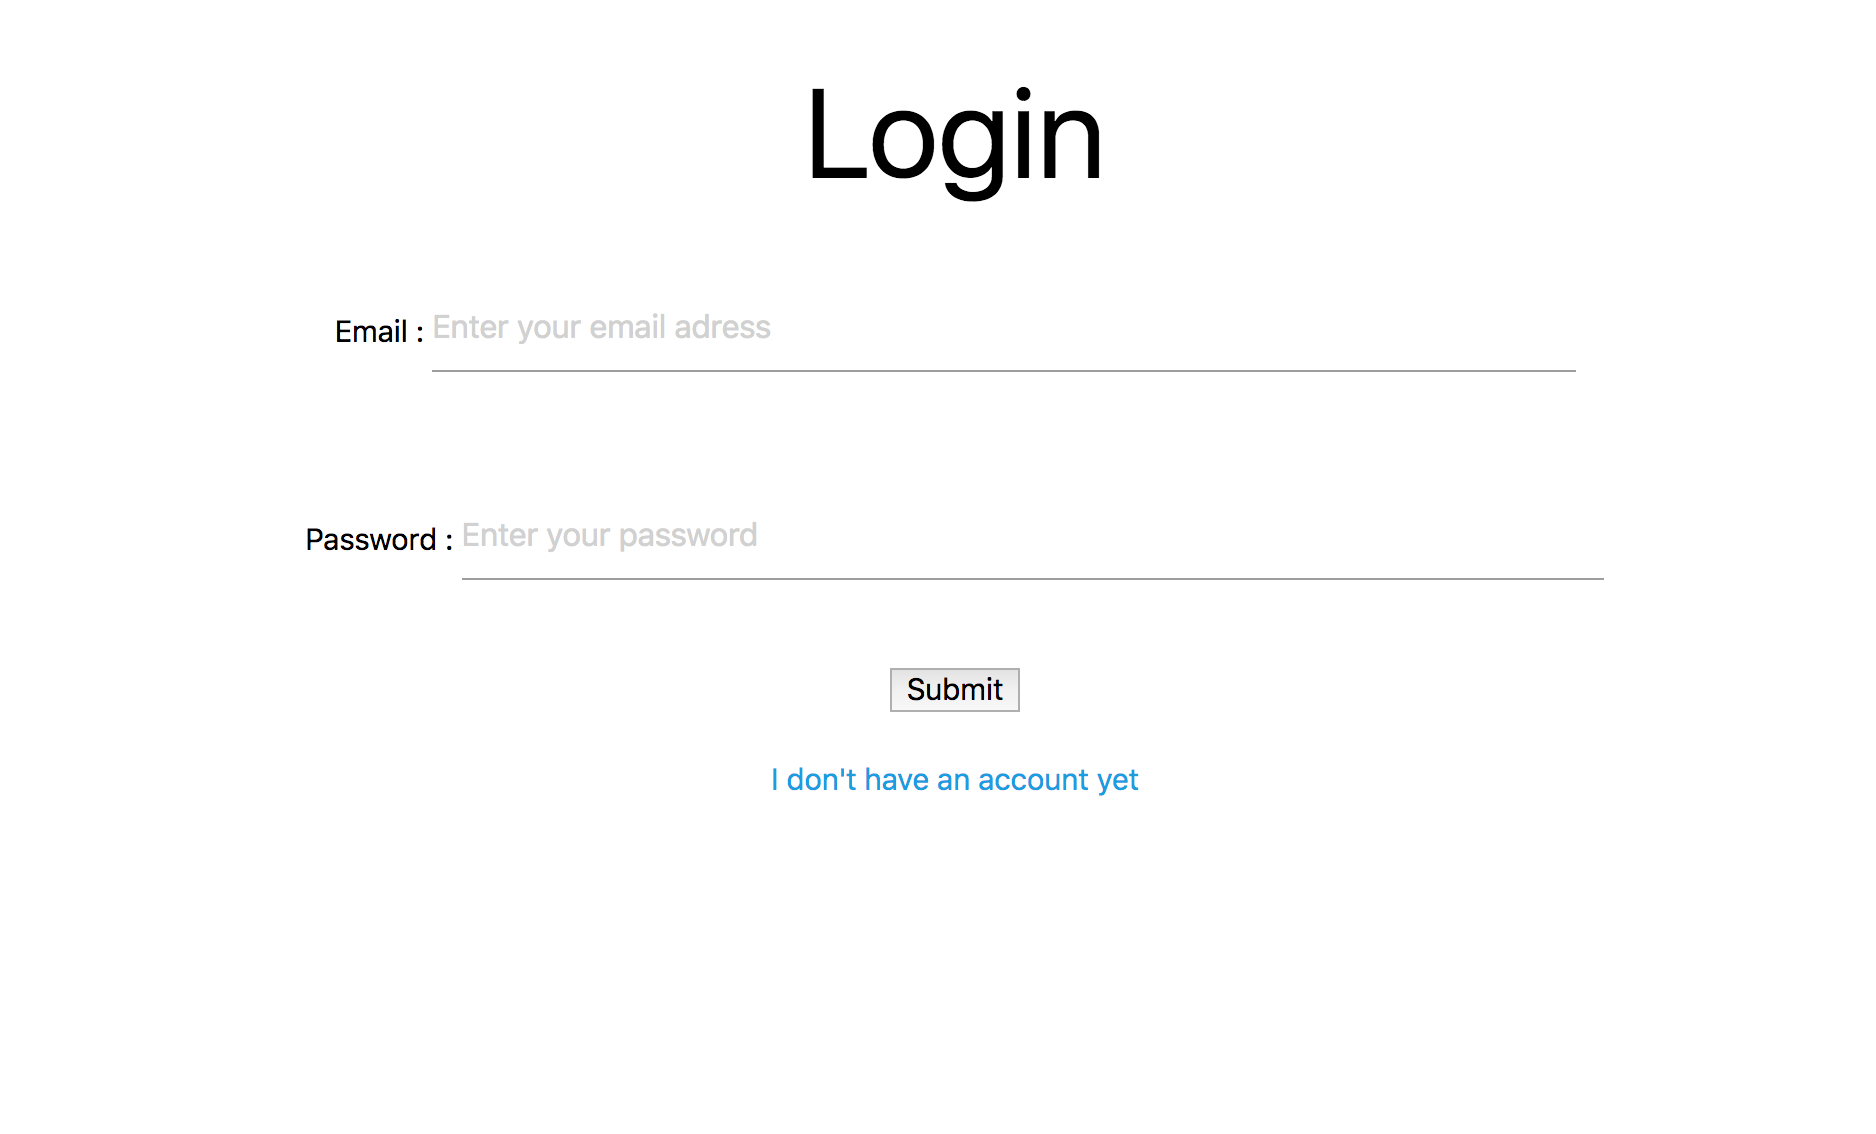 Login
Email : Enter your email adress
Password : Enter your password
Submit
I don't have an account yet